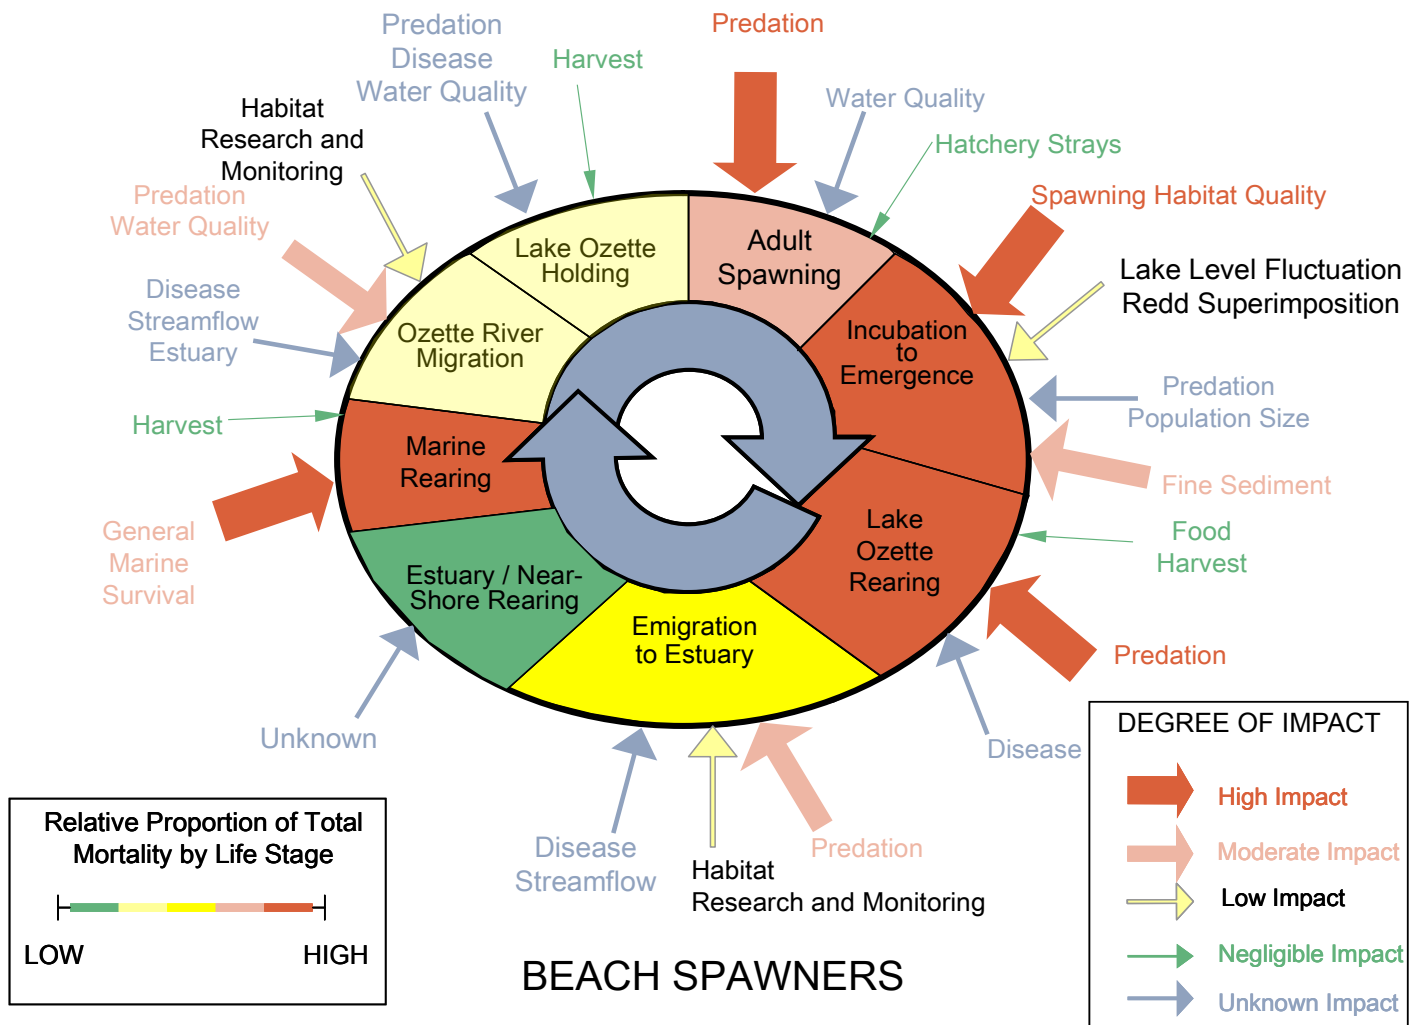 Predation
Disease
Water Quality
Harvest
Predation
Water Quality
Hatchery Strays
Habitat
Research and
Monitoring
Predation
Water Quality
Disease
Streamflow
Estuary
Harvest
General
Marine
Survival
Spawning Habitat Quality
Lake Level Fluctuation
Redd Superimposition
Predation
Population Size
Fine Sediment
Food
Harvest
Predation
Disease
Lake Ozette
Holding
Adult
Spawning
Ozette River
Migration
Incubation
to
Emergence
Marine
Rearing
Lake
Ozette
Rearing
Estuary / Near-
Shore Rearing
Emigration
to Estuary
Unknown
Disease
Streamflow
Habitat
Research and Monitoring
Predation
Relative Proportion of Total
Mortality by Life Stage
LOW
HIGH
BEACH SPAWNERS
DEGREE OF IMPACT
High Impact
Moderate Impact
Low Impact
Negligible Impact
Unknown Impact